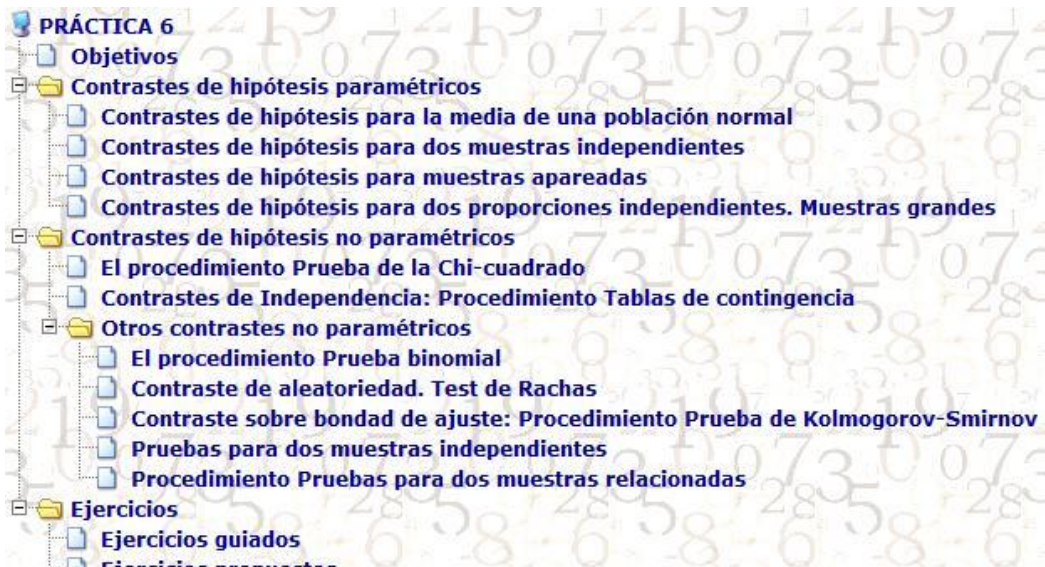 PRÁCTICA 6
Objetivos
Contrastes de hipótesis paramétricos
Contrastes de hipótesis para la media de una población normal
Contrastes de hipótesis para dos muestras independientes
Contrastes de hipótesis para muestras apareadas
Contrastes de hipótesis para dos proporciones independientes. Muestras grandes
Contrastes de hipótesis no paramétricos
El procedimiento Prueba de la Chi-cuadrado
Contrastes de Independencia: Procedimiento Tablas de contingencia
Otros contrastes no paramétricos
El procedimiento Prueba binomial
Contraste de aleatoriedad. Test de Rachas
Contraste sobre bondad de ajuste: Procedimiento Prueba de Kolmogorov-Smirnov
Pruebas para dos muestras independientes
Procedimiento Pruebas para dos muestras relacionadas
Ejercicios
Ejercicios guiados
Ejercicios propuestos